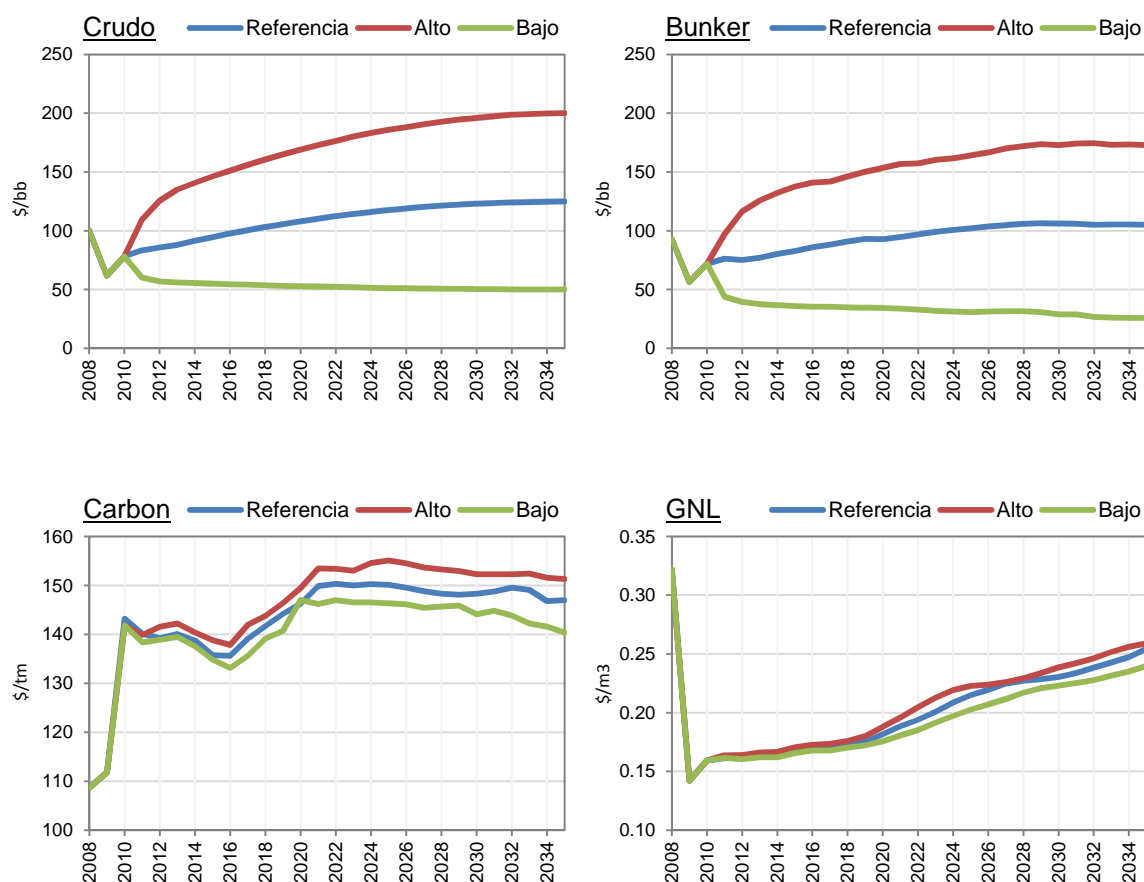 Crudo Referencia Alto Bajo
250
200
150
100
50
0
$/bb
2008 2010 2012 2014 2016 2018 2020 2022 2024 2026 2028 2030 2032 2034
Bunker Referencia Alto Bajo
250
200
150
100
50
0
$/bb
2008 2010 2012 2014 2016 2018 2020 2022 2024 2026 2028 2030 2032 2034
Carbon Referencia Alto Bajo
160
150
140
130
120
110
100
$/tm
2008 2010 2012 2014 2016 2018 2020 2022 2024 2026 2028 2030 2032 2034
GNL Referencia Alto Bajo
0.35
0.30
0.25
0.20
0.15
0.10
$/m3
2008 2010 2012 2014 2016 2018 2020 2022 2024 2026 2028 2030 2032 2034